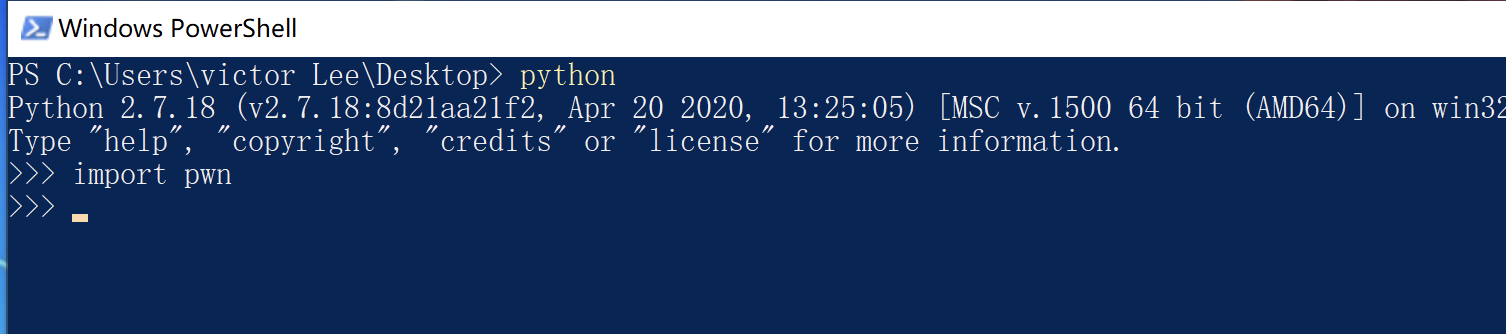 Windows PowerShell
PS C:\Users\victor Lee\Desktop> python
Python 2.7.18 (v2.7.18:8d21aa21f2, Apr 20 2020, 13:25:05) [MSC v.1500 64 bit (AMD64)] on win32
Type "help", "copyright", "credits" or "license" for more information.
>>> import pwn
>>>